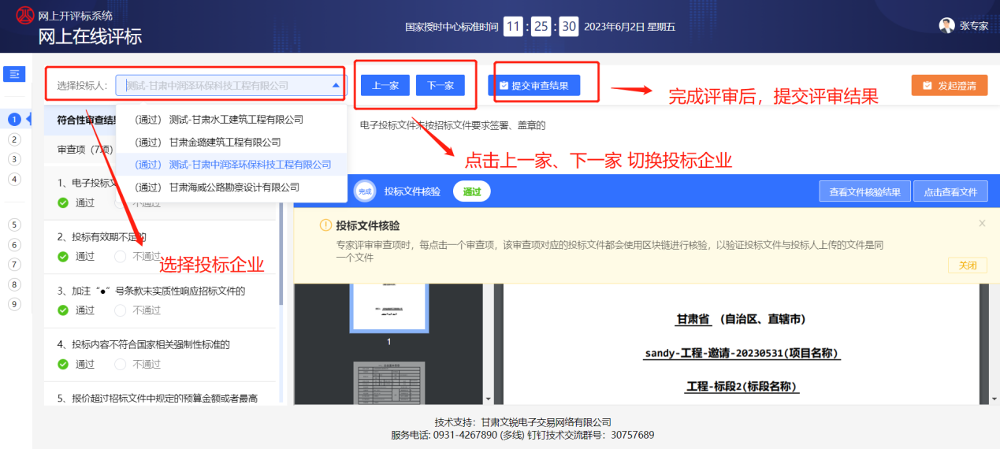 网上开评标系统
网上在线评标
国家授时中心标准时间 11 : 25 : 30 2023年6月2日 星期五
张专家
选择投标人： 测试-甘肃中润泽环保科技工程有限公司
上一家 下一家
提交审查结果
完成评审后，提交评审结果
发起澄清
（通过） 测试-甘肃水工建筑工程有限公司
（通过） 甘肃金璐建筑工程有限公司
（通过） 测试-甘肃中润泽环保科技工程有限公司
（通过） 甘肃海威公路勘察设计有限公司
1
2
3
4
5
6
7
8
9
符合性审查结
审查项（7项）
电子投标文件未按招标文件要求签署、盖章的
点击上一家、下一家 切换投标企业
1、电子投标文
通过 不通过
2、投标有效期不足的
通过 不通过
选择投标企业
3、加注“●”号条款未实质性响应招标文件的
通过 不通过
4、投标内容不符合国家相关强制性标准的
通过 不通过
5、报价超过招标文件中规定的预算金额或者最高
完成 投标文件核验 通过
查看文件核验结果 点击查看文件
投标文件核验
专家评审审查项时，每点击一个审查项，该审查项对应的投标文件都会使用区块链进行核验，以验证投标文件与投标人上传的文件是同
一个文件
关闭
1
甘肃省 （自治区、直辖市）
sandy-工程-邀请-20230531(项目名称)
工程-标段2(标段名称)
技术支持：甘肃文锐电子交易网络有限公司
服务电话: 0931-4267890 (多线) 钉钉技术交流群号：30757689